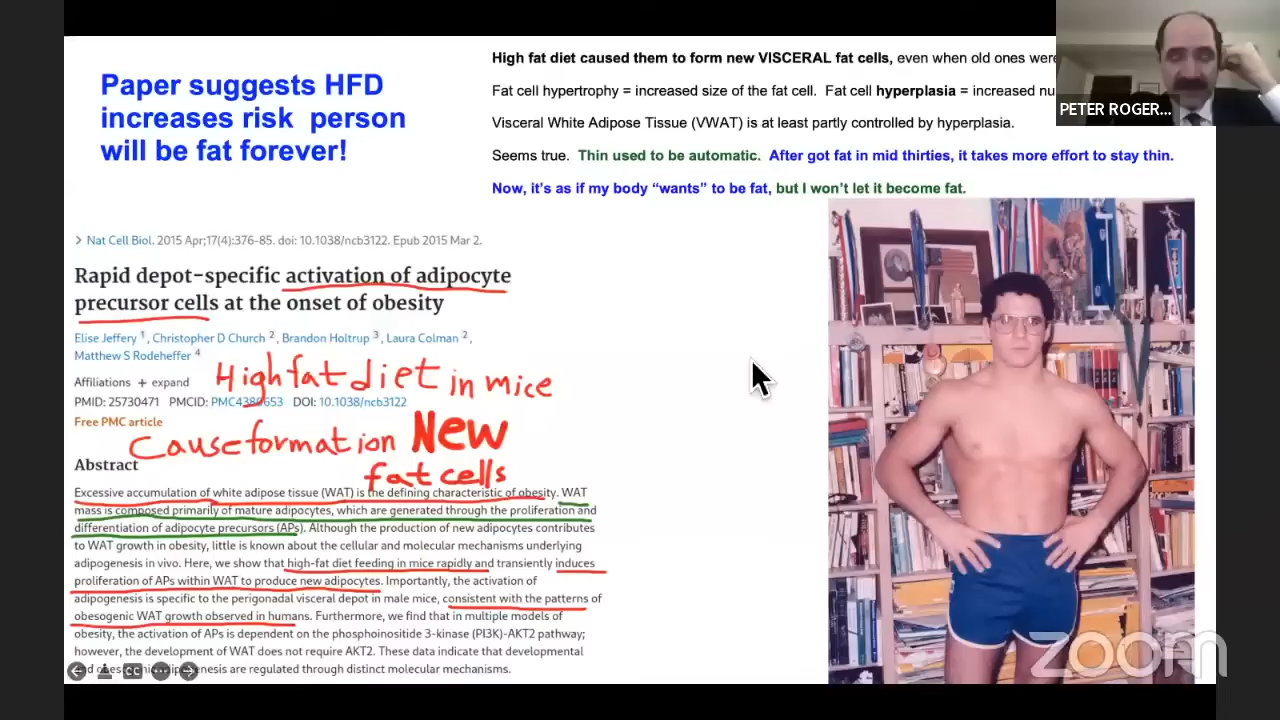 Paper suggests HFD
increases risk person
will be fat forever!
High fat diet caused them to form new VISCERAL fat cells, even when old ones were
Fat cell hypertrophy = increased size of the fat cell. Fat cell hyperplasia = increased nu
Visceral White Adipose Tissue (VWAT) is at least partly controlled by hyperplasia.
Seems true. Thin used to be automatic. After got fat in mid thirties, it takes more effort to stay thin.
Now, it's as if my body “wants” to be fat, but I won't let it become fat.
PETER ROGER...
> Nat Cell Biol. 2015 Apr;17(4):376-85. doi: 10.1038/ncb3122. Epub 2015 Mar 2.
Rapid depot-specific activation of adipocyte
precursor cells at the onset of obesity
Elise Jeffery 1, Christopher D Church 2, Brandon Holtrup 3, Laura Colman 2,
Matthew S Rodeheffer 4
Affiliations + expand
PMID: 25730471 PMCID: PMC4380653 DOI: 10.1038/ncb3122
Free PMC article
High fat diet in mice
Cause formation New
fat cells
Abstract
Excessive accumulation of white adipose tissue (WAT) is the defining characteristic of obesity. WAT
mass is composed primarily of mature adipocytes, which are generated through the proliferation and
differentiation of adipocyte precursors (APs). Although the production of new adipocytes contributes
to WAT growth in obesity, little is known about the cellular and molecular mechanisms underlying
adipogenesis in vivo. Here, we show that high-fat diet feeding in mice rapidly and transiently induces
proliferation of APs within WAT to produce new adipocytes. Importantly, the activation of
adipogenesis is specific to the perigonadal visceral depot in male mice, consistent with the patterns of
obesogenic WAT growth observed in humans. Furthermore, we find that in multiple models of
obesity, the activation of APs is dependent on the phosphoinositide 3-kinase (PI3K)-AKT2 pathway;
however, the development of WAT does not require AKT2. These data indicate that developmental
and obesogenic adipogenesis are regulated through distinct molecular mechanisms.
CC
zoom